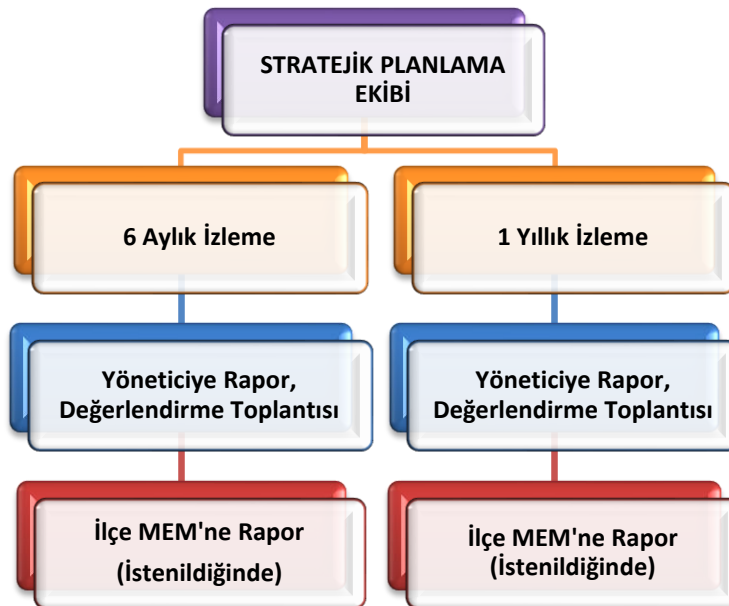 STRATEJİK PLANLAMA
EKİBİ
6 Aylık İzleme
1 Yıllık İzleme
Yöneticiye Rapor,
Değerlendirme Toplantısı
Yöneticiye Rapor,
Değerlendirme Toplantısı
İlçe MEM'ne Rapor
(İstenildiğinde)
İlçe MEM'ne Rapor
(İstenildiğinde)